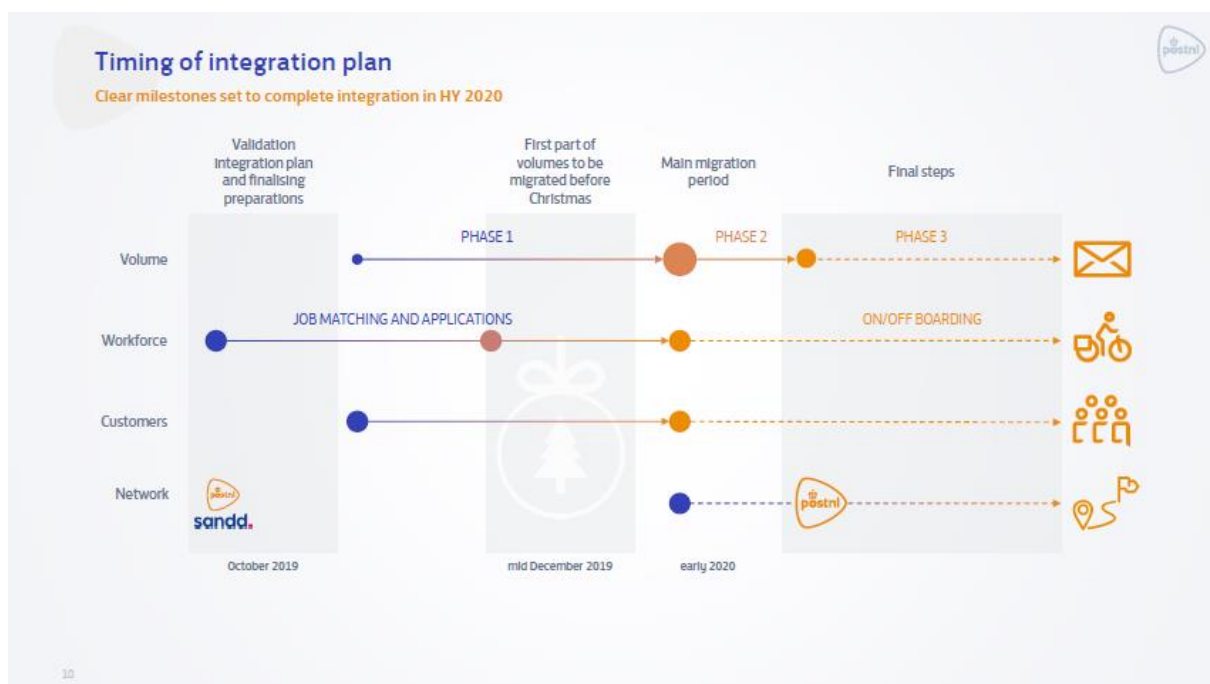 Timing of integration plan
postnl
Clear milestones set to complete integration in HY 2020
Validation
integration plan
and finalising
preparations
First part of
volumes to be
migrated before
Christmas
Main migration
period
Final steps
PHASE 1
PHASE 2
PHASE 3
Volume
JOB MATCHING AND APPLICATIONS
ON/OFF BOARDING
Workforce
Customers
Network
postnl
sandd.
postnl
October 2019
mid December 2019
early 2020
10